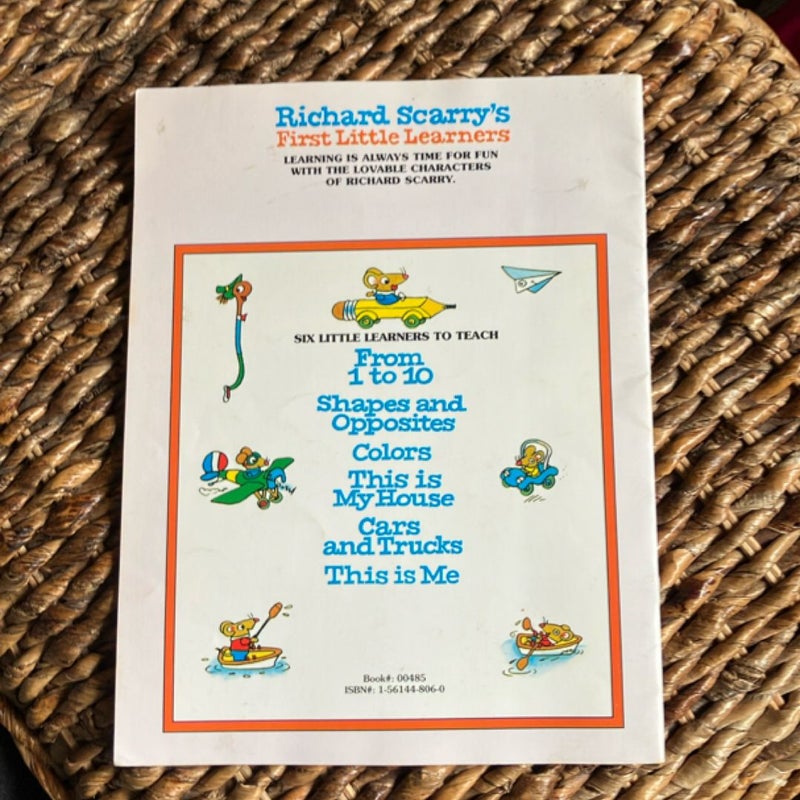 Richard Scarry's
First Little Learners
LEARNING IS ALWAYS TIME FOR FUN
WITH THE LOVABLE CHARACTERS
OF RICHARD SCARRY.
SIX LITTLE LEARNERS TO TEACH
From
1 to 10
Shapes and
Opposites
Colors
This is
My House
Cars
and Trucks
This is Me
Book#: 00485
ISBN#: 1-56144-806-0